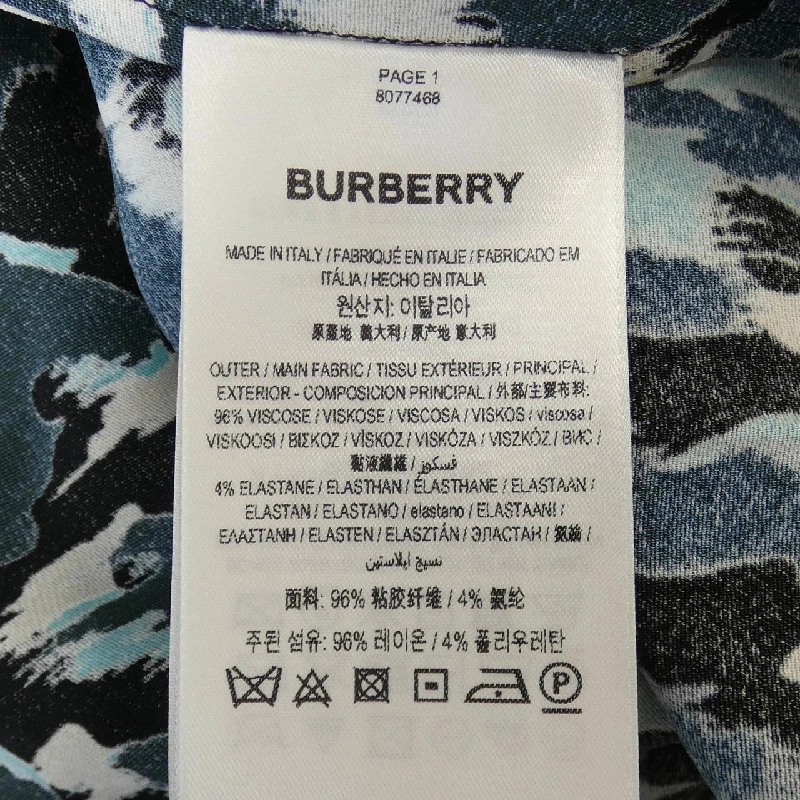 PAGE 1
8077468
BURBERRY
MADE IN ITALY / FABRIQUÉ EN ITALIE / FABRICADO EM
ITÁLIA / HECHO EN ITALIA
원산지: 이탈리아
原產地 義大利 / 原产地 意大利
OUTER / MAIN FABRIC / TISSU EXTÉRIEUR / PRINCIPAL /
EXTERIOR - COMPOSICION PRINCIPAL / 外部/主要布料:
96% VISCOSE / VISKOSE / VISCOSA / VISKOS / viscosa /
VISKOOSI / ΒΙΣΚΟΖ / VİSKOZ / VISKÓZA / VISZKÓZ / ВИС /
黏液纖維 / فسكوز /
4% ELASTANE / ELASTHAN / ÉLASTHANE / ELASTAAN /
ELASTAN / ELASTANO / elastano / ELASTAANI /
ΕΛΑΣΤΑΝΗ / ELASTEN / ELASZTÁN / ЭЛАСТАН / 氨綸 /
نسيج ايلاستين
面料: 96% 粘胶纤维 / 4% 氨纶
주된 섬유: 96% 레이온 / 4% 폴리우레탄
P